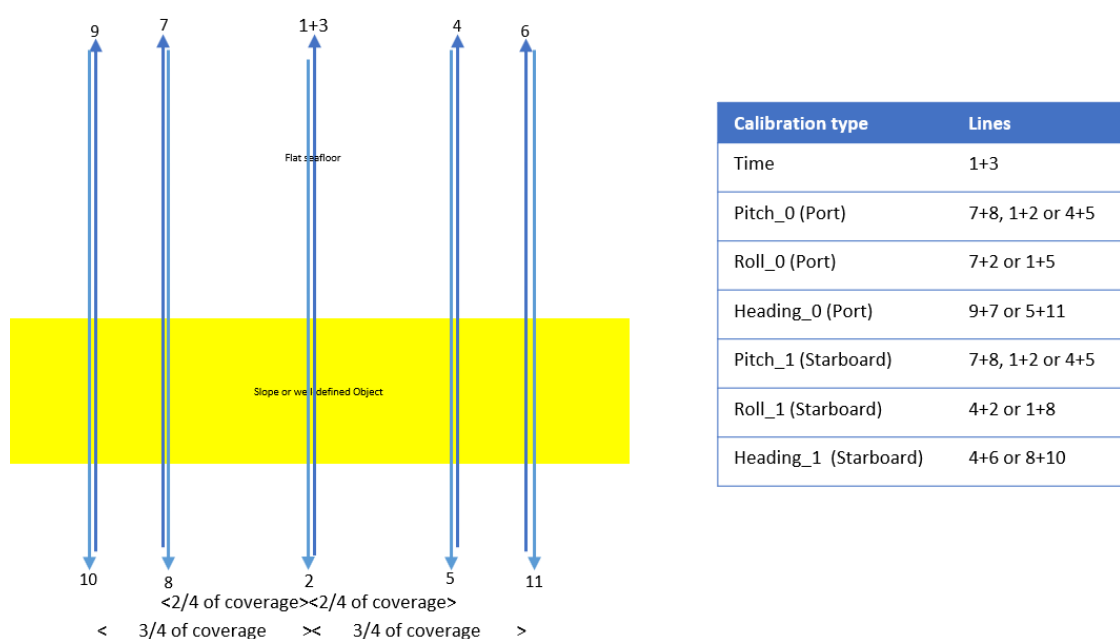 9 7 1+3 4 6
Flat seafloor
Slope or well defined Object
10 8 2 5 11
<2/4 of coverage><2/4 of coverage>
< 3/4 of coverage >< 3/4 of coverage >
Calibration type Lines
Time 1+3
Pitch_0 (Port) 7+8, 1+2 or 4+5
Roll_0 (Port) 7+2 or 1+5
Heading_0 (Port) 9+7 or 5+11
Pitch_1 (Starboard) 7+8, 1+2 or 4+5
Roll_1 (Starboard) 4+2 or 1+8
Heading_1 (Starboard) 4+6 or 8+10